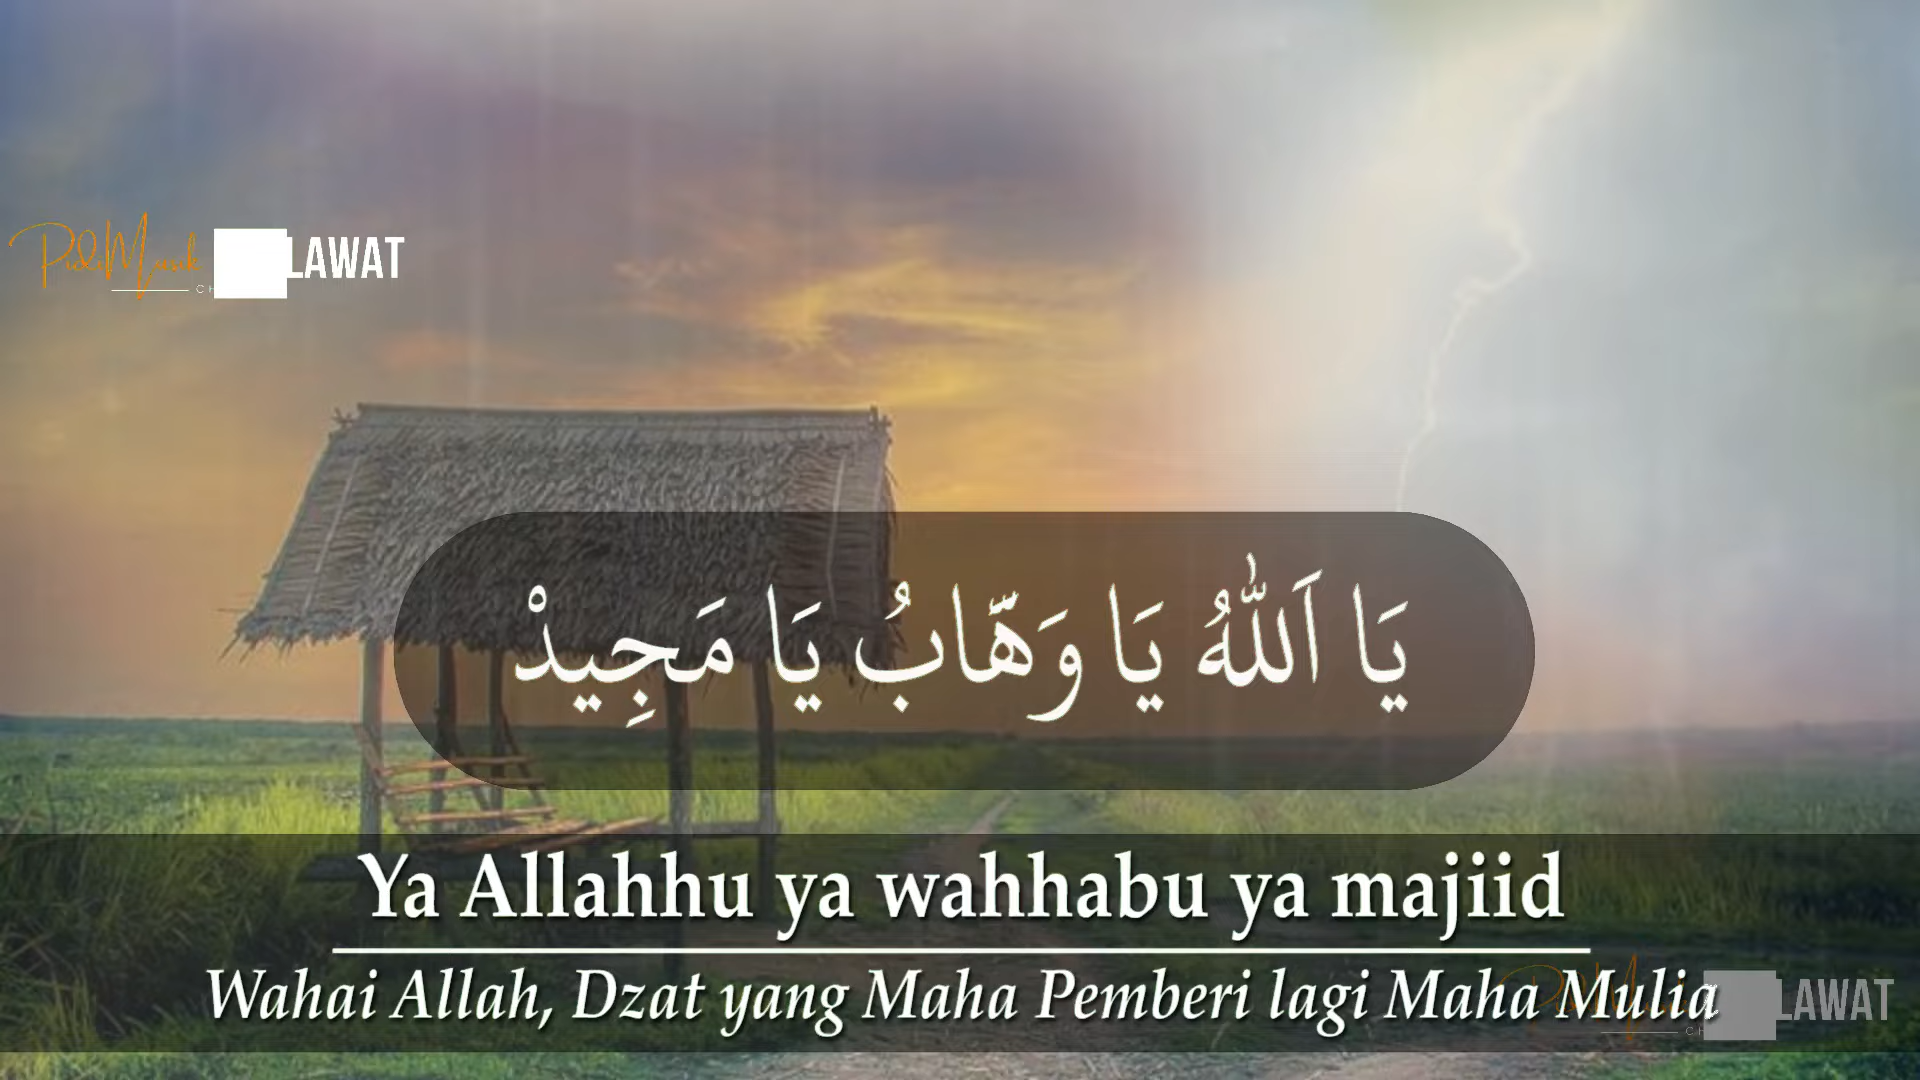 LAWAT
يَا اَللّٰهُ يَا وَهَّابُ يَا مَجِيدْ
Ya Allahhu ya wahhabu ya majiid
Wahai Allah, Dzat yang Maha Pemberi lagi Maha Mulia
LAWAT